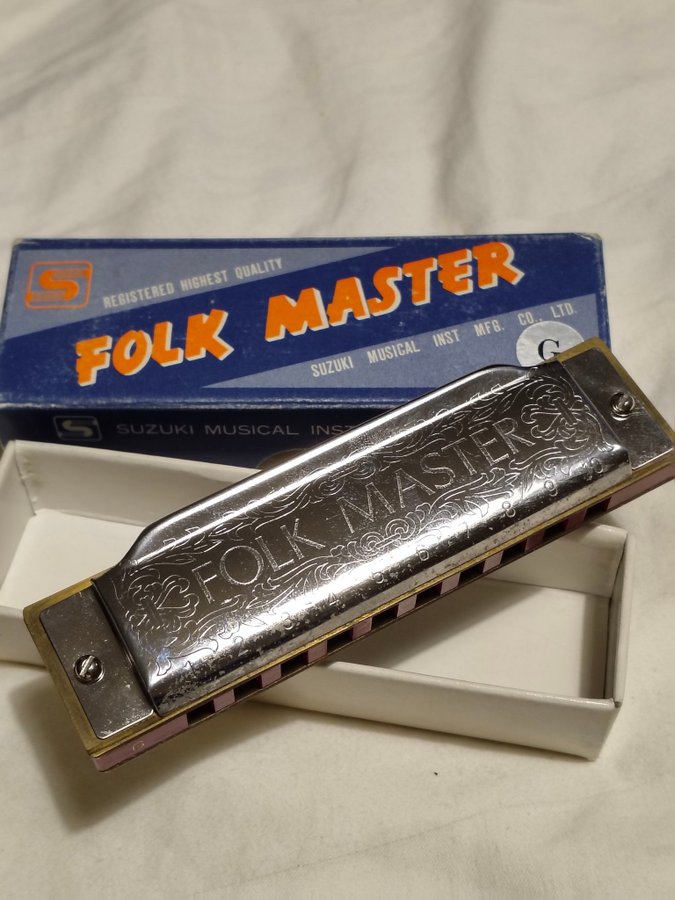 S
REGISTERED HIGHEST QUALITY
FOLK MASTER
SUZUKI MUSICAL INST MFG. CO., LTD.
G
S SUZUKI MUSICAL INST
FOLK MASTER
1 2 3 4 5 6 7 8 9 10
G